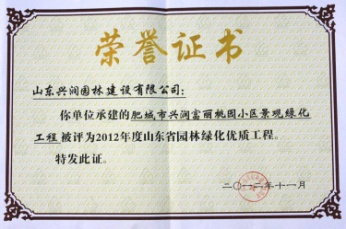 荣誉证书
山东兴润园林建设有限公司：
你单位承建的肥城市兴润富丽桃园小区景观绿化
工程被评为2012年度山东省园林绿化优质工程。
特发此证。
二〇一二年十一月